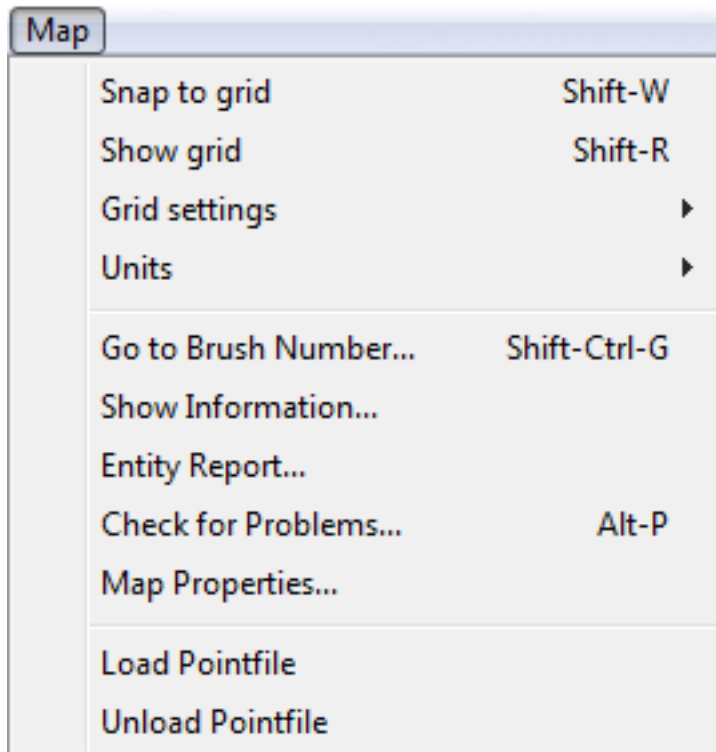 Map
Snap to grid Shift-W
Show grid Shift-R
Grid settings
Units
Go to Brush Number... Shift-Ctrl-G
Show Information...
Entity Report...
Check for Problems... Alt-P
Map Properties...
Load Pointfile
Unload Pointfile